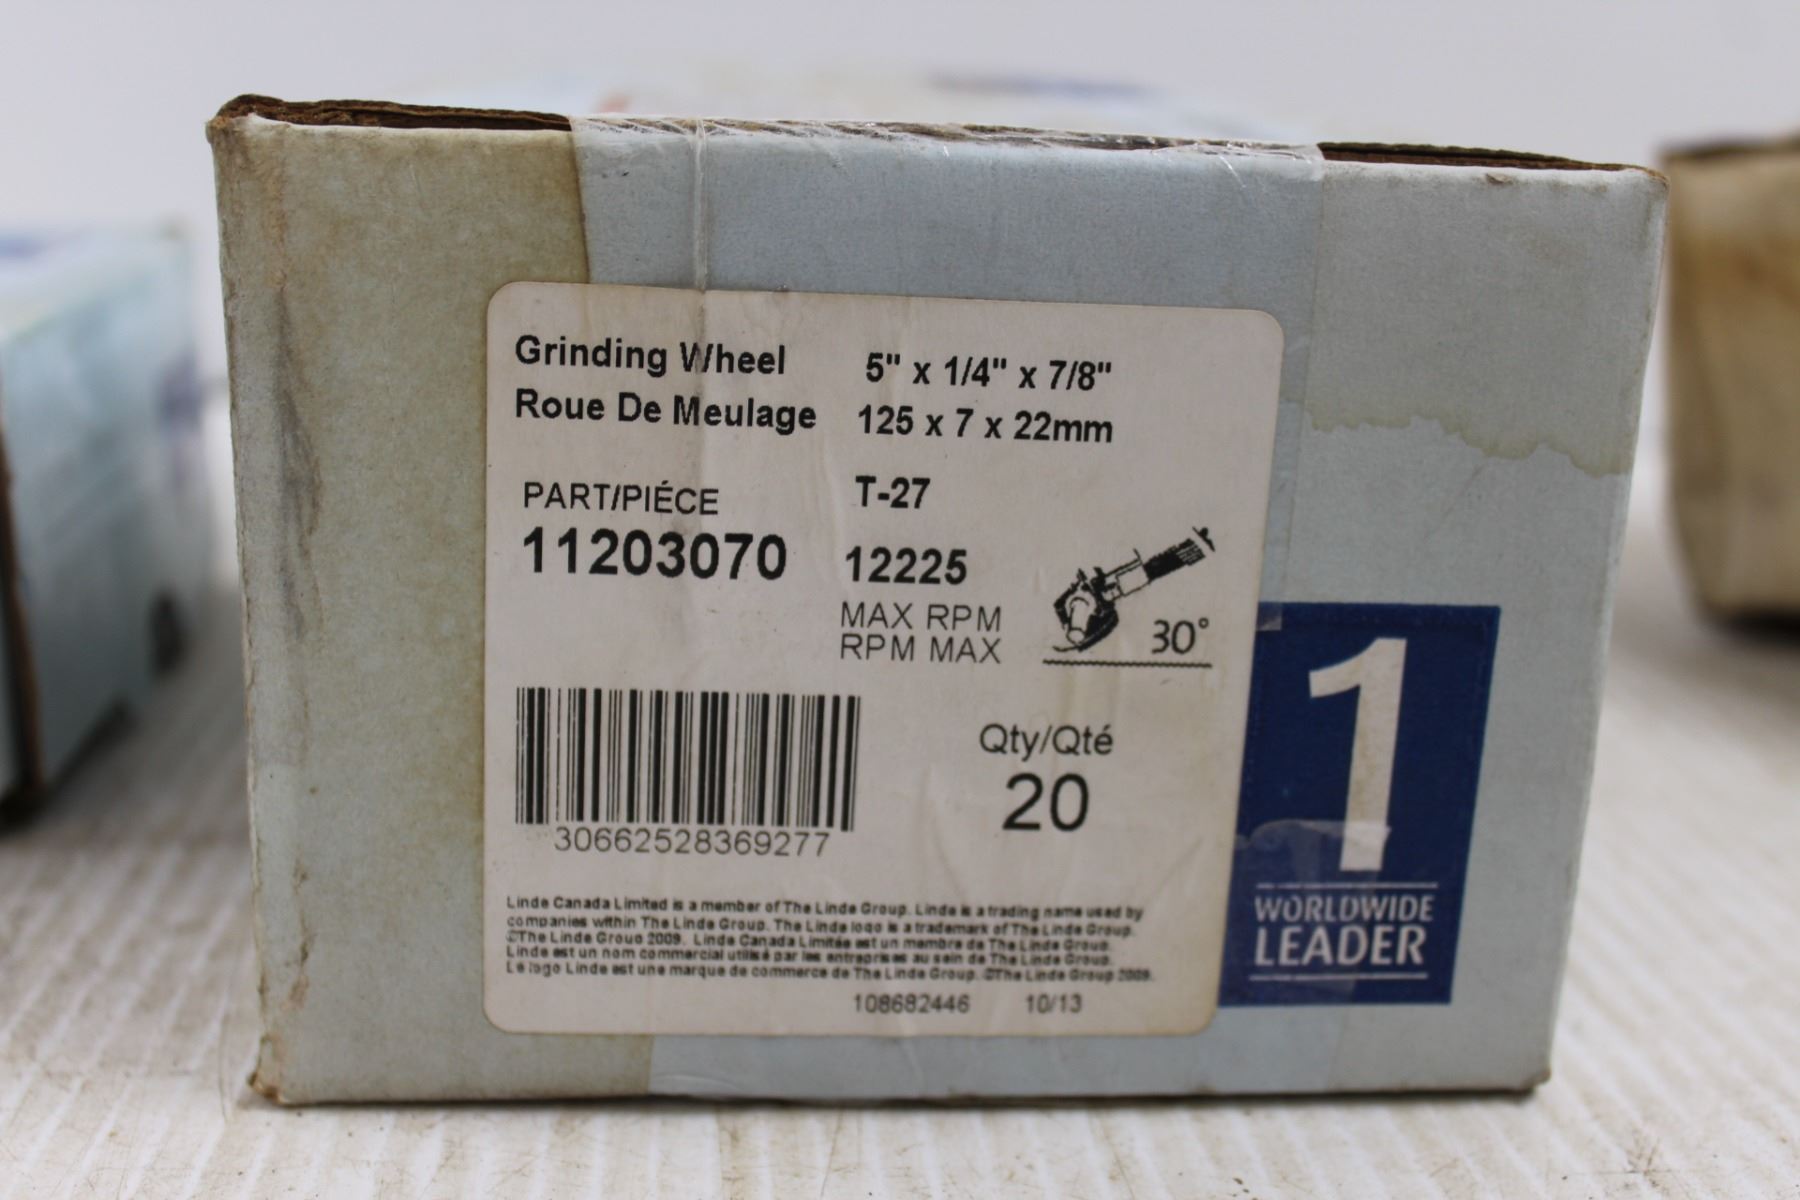 Grinding Wheel 5" x 1/4" x 7/8"
Roue De Meulage 125 x 7 x 22mm
PART/PIÉCE T-27
11203070 12225
MAX RPM
RPM MAX
30°
Qty/Qté
20
30662528369277
Linde Canada Limited is a member of The Linde Group. Linde is a trading name used by
companies within The Linde Group. The Linde logo is a trademark of The Linde Group.
©The Linde Group 2009. Linde Canada Limitée est un membre de The Linde Group.
Linde est un nom commercial utilisé par les entreprises au sein de The Linde Group.
Le logo Linde est une marque de commerce de The Linde Group. ©The Linde Group 2009.
108682446 10/13
1
WORLDWIDE
LEADER